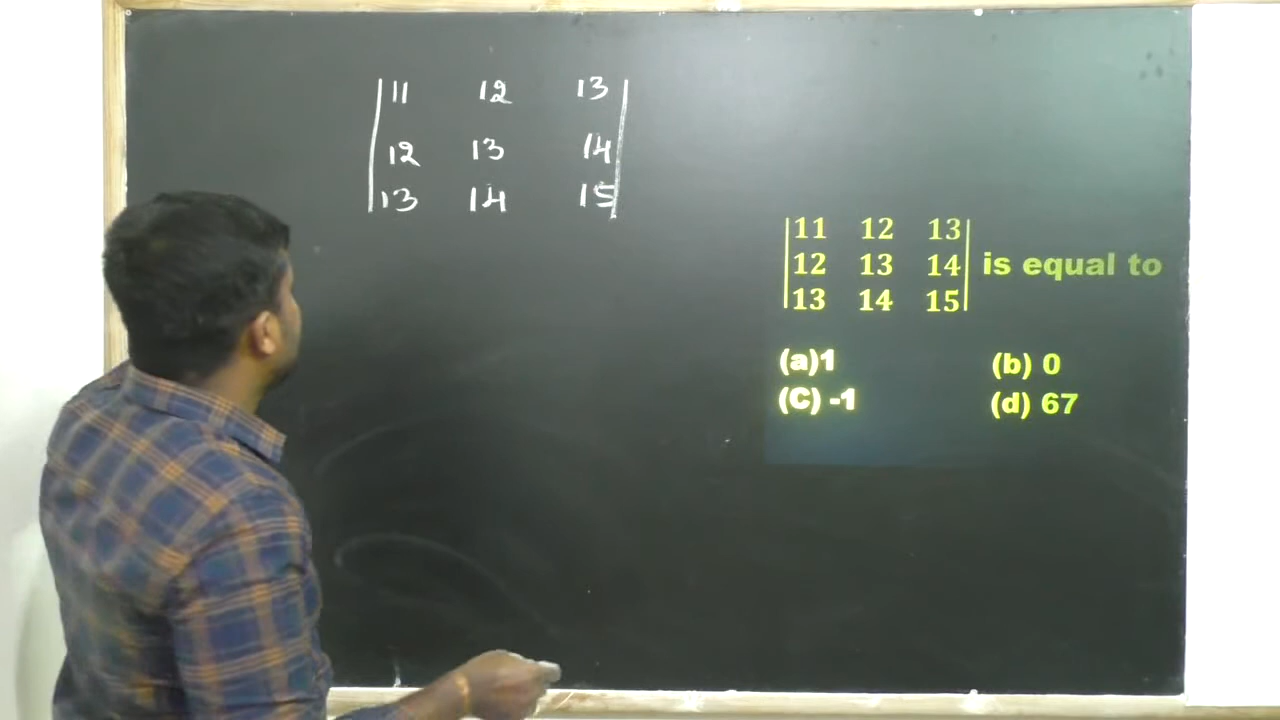 11 12 13
12 13 14
13 14 15
11 12 13
12 13 14 is equal to
13 14 15
(a)1 (b) 0
(C) -1 (d) 67